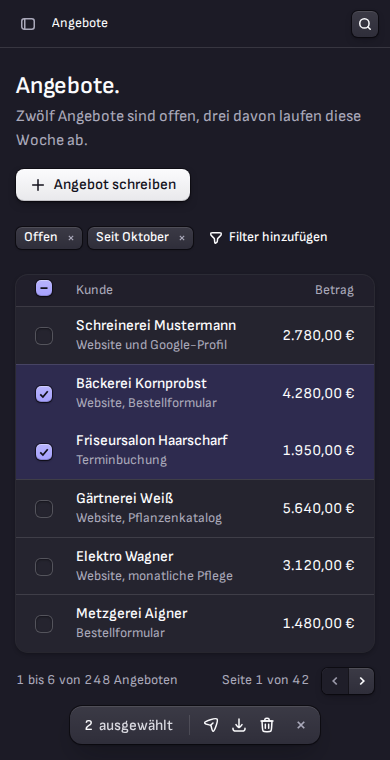 Angebote
Angebote.
Zwölf Angebote sind offen, drei davon laufen diese
Woche ab.
Angebot schreiben
Offen ×
Seit Oktober ×
Filter hinzufügen
Kunde Betrag
Schreinerei Mustermann
Website und Google-Profil
2.780,00 €
Bäckerei Kornprobst
Website, Bestellformular
4.280,00 €
Friseursalon Haarscharf
Terminbuchung
1.950,00 €
Gärtnerei Weiß
Website, Pflanzenkatalog
5.640,00 €
Elektro Wagner
Website, monatliche Pflege
3.120,00 €
Metzgerei Aigner
Bestellformular
1.480,00 €
1 bis 6 von 248 Angeboten
Seite 1 von 42
2 ausgewählt